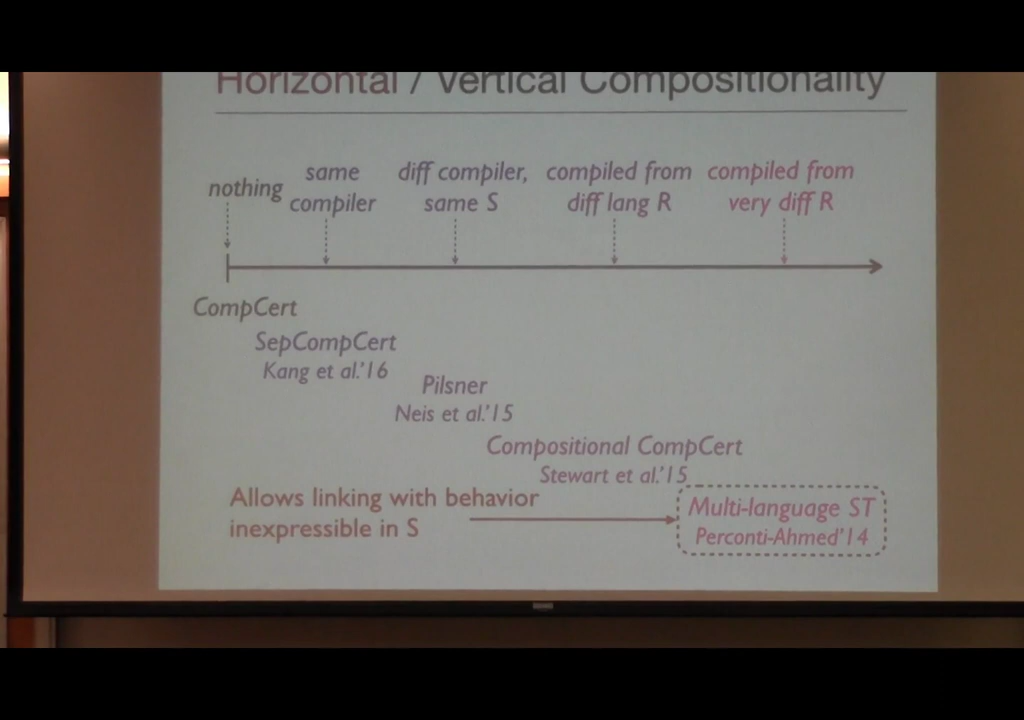 Horizontal / Vertical Compositionality
nothing
same
compiler
diff compiler,
same S
compiled from
diff lang R
compiled from
very diff R
CompCert
SepCompCert
Kang et al.'16
Pilsner
Neis et al.'15
Compositional CompCert
Stewart et al.'15
Allows linking with behavior
inexpressible in S
Multi-language ST
Perconti-Ahmed'14